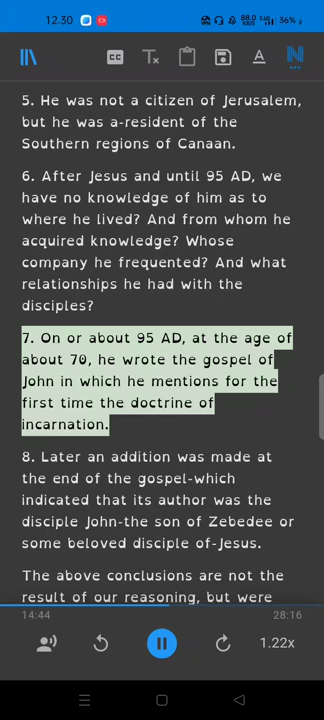 12.30
88.0
KB/S
36%
CC
5. He was not a citizen of Jerusalem,
but he was a-resident of the
Southern regions of Canaan.
6. After Jesus and until 95 AD, we
have no knowledge of him as to
where he lived? And from whom he
acquired knowledge? Whose
company he frequented? And what
relationships he had with the
disciples?
7. On or about 95 AD, at the age of
about 70, he wrote the gospel of
John in which he mentions for the
first time the doctrine of
incarnation.
8. Later an addition was made at
the end of the gospel-which
indicated that its author was the
disciple John-the son of Zebedee or
some beloved disciple of-Jesus.
The above conclusions are not the
result of our reasoning, but were
14:44
28:16
1.22x